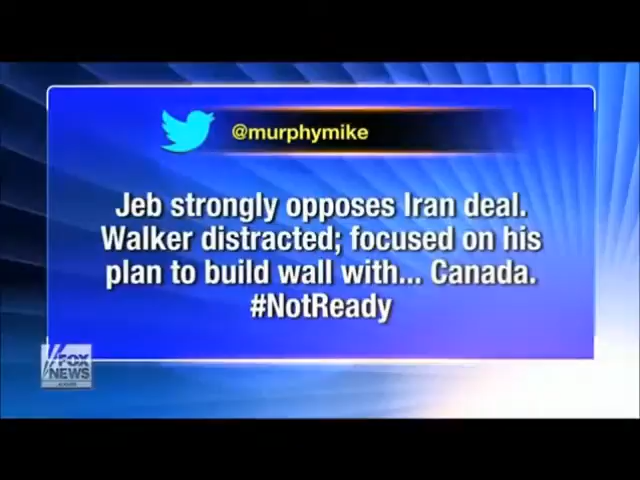 @murphymike
Jeb strongly opposes Iran deal.
Walker distracted; focused on his
plan to build wall with... Canada.
#NotReady
FOX
NEWS